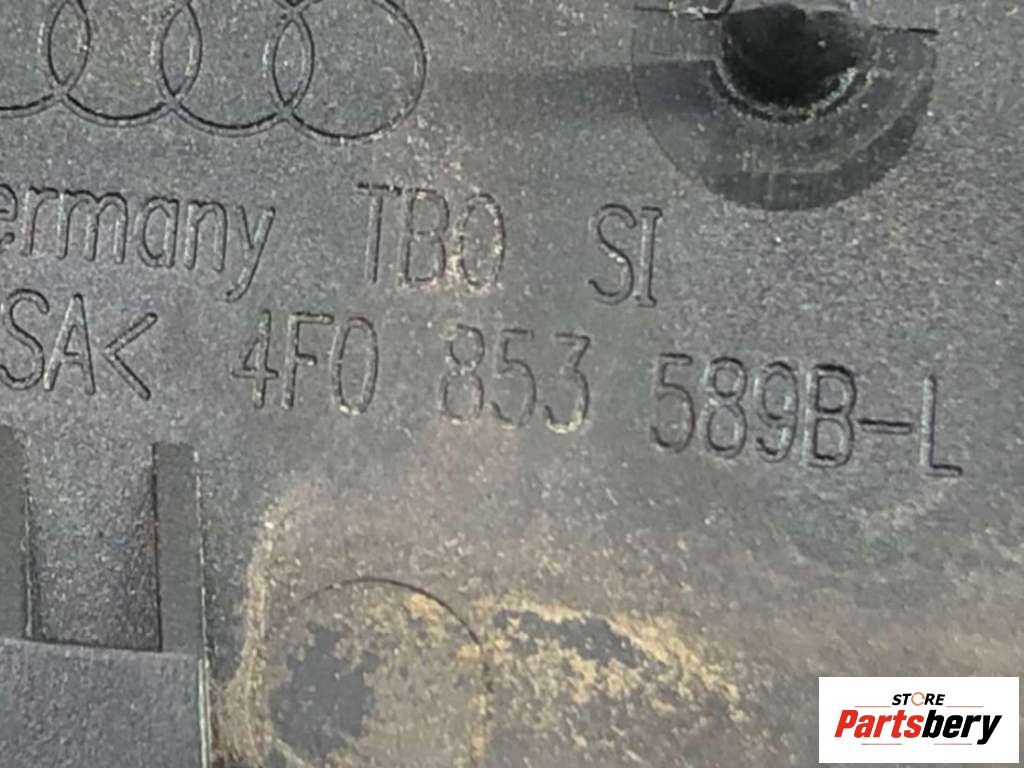 ermany TBO SI
SA< 4F0 853 589B-L
STORE
Partsbery